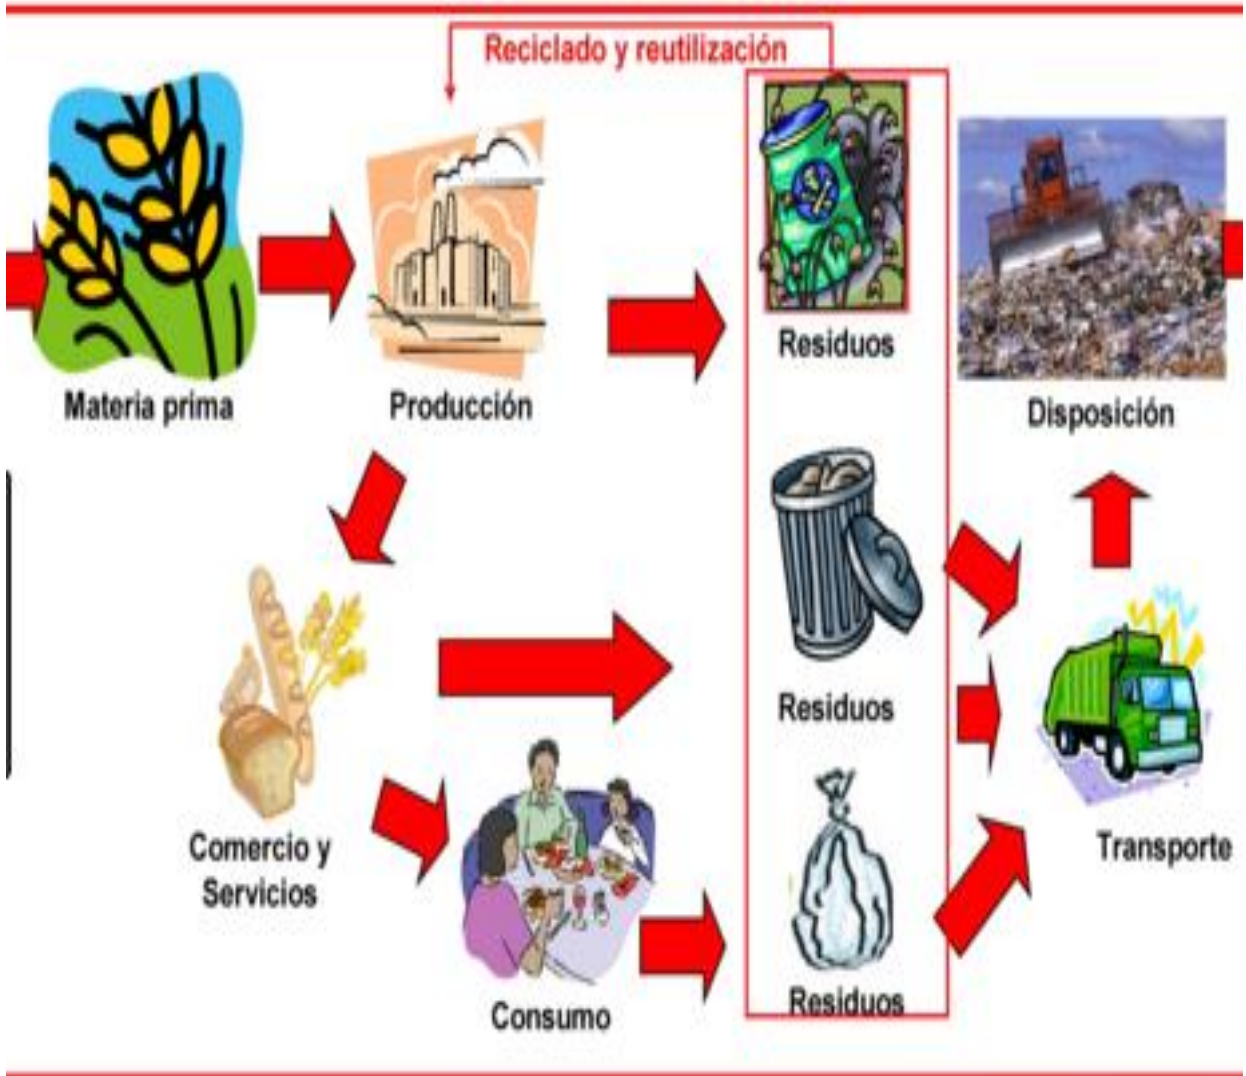 Reciclado y reutilización
Residuos
Materia prima
Producción
Disposición
Residuos
Comercio y
Servicios
Transporte
Residuos
Consumo